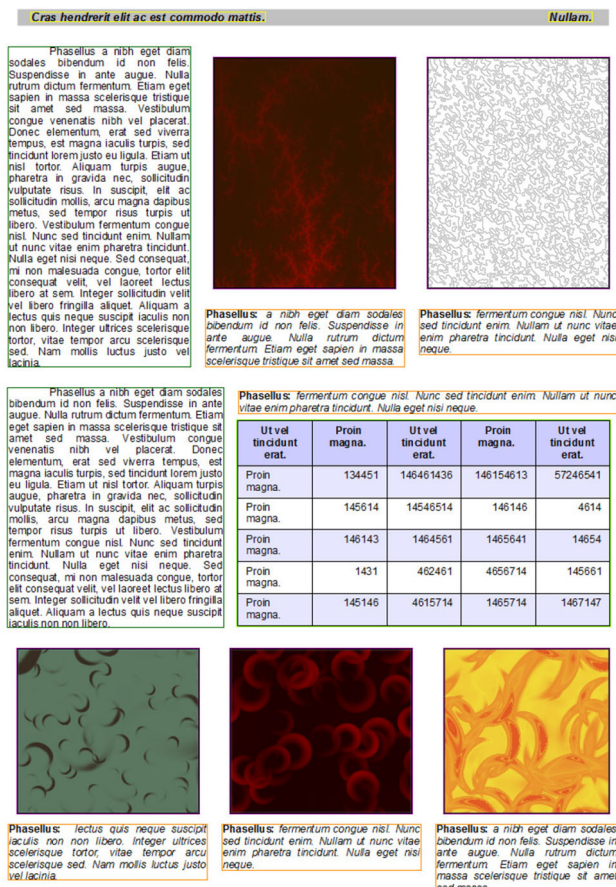 Cras hendrerit elit ac est commodo mattis. Nullam.
Phasellus a nibh eget diam
sodales bibendum id non felis.
Suspendisse in ante augue. Nulla
rutrum dictum fermentum. Etiam eget
sapien in massa scelerisque tristique
sit amet sed massa. Vestibulum
congue venenatis nibh vel placerat.
Donec elementum, erat sed viverra
tempus, est magna iaculis turpis, sed
tincidunt lorem justo eu ligula. Etiam ut
nisl tortor. Aliquam turpis augue,
pharetra in gravida nec, sollicitudin
vulputate risus. In suscipit, elit ac
sollicitudin mollis, arcu magna dapibus
metus, sed tempor risus turpis ut
libero. Vestibulum fermentum congue
nisl. Nunc sed tincidunt enim. Nullam
ut nunc vitae enim pharetra tincidunt.
Nulla eget nisi neque. Sed consequat,
mi non malesuada congue, tortor elit
consequat velit, vel laoreet lectus
libero at sem. Integer sollicitudin velit
vel libero fringilla aliquet. Aliquam a
lectus quis neque suscipit iaculis non
non libero. Integer ultrices scelerisque
tortor, vitae tempor arcu scelerisque
sed. Nam mollis luctus justo vel
lacinia.
Phasellus: a nibh eget diam sodales
bibendum id non felis. Suspendisse in
ante augue. Nulla rutrum dictum
fermentum. Etiam eget sapien in massa
scelerisque tristique sit amet sed massa.
Phasellus: fermentum congue nisl. Nunc
sed tincidunt enim. Nullam ut nunc vitae
enim pharetra tincidunt. Nulla eget nisi
neque.
Phasellus a nibh eget diam sodales
bibendum id non felis. Suspendisse in ante
augue. Nulla rutrum dictum fermentum. Etiam
eget sapien in massa scelerisque tristique sit
amet sed massa. Vestibulum congue
venenatis nibh vel placerat. Donec
elementum, erat sed viverra tempus, est
magna iaculis turpis, sed tincidunt lorem justo
eu ligula. Etiam ut nisl tortor. Aliquam turpis
augue, pharetra in gravida nec, sollicitudin
vulputate risus. In suscipit, elit ac sollicitudin
mollis, arcu magna dapibus metus, sed
tempor risus turpis ut libero. Vestibulum
fermentum congue nisl. Nunc sed tincidunt
enim. Nullam ut nunc vitae enim pharetra
tincidunt. Nulla eget nisi neque. Sed
consequat, mi non malesuada congue, tortor
elit consequat velit, vel laoreet lectus libero at
sem. Integer sollicitudin velit vel libero fringilla
aliquet. Aliquam a lectus quis neque suscipit
iaculis non non libero.
Phasellus: fermentum congue nisl. Nunc sed tincidunt enim. Nullam ut nunc
vitae enim pharetra tincidunt. Nulla eget nisi neque.
Ut vel tincidunt erat. Proin magna. Ut vel tincidunt erat. Proin magna. Ut vel tincidunt erat.
Proin magna. 134451 146461436 146154613 57246541
Proin magna. 145614 14546514 146146 4614
Proin magna. 146143 1464561 1465641 14654
Proin magna. 1431 462461 4656714 145661
Proin magna. 145146 4615714 1465714 1467147
Phasellus: lectus quis neque suscipit
iaculis non non libero. Integer ultrices
scelerisque tortor, vitae tempor arcu
scelerisque sed. Nam mollis luctus justo
vel lacinia.
Phasellus: fermentum congue nisl. Nunc
sed tincidunt enim. Nullam ut nunc vitae
enim pharetra tincidunt. Nulla eget nisi
neque.
Phasellus: a nibh eget diam sodales
bibendum id non felis. Suspendisse in
ante augue. Nulla rutrum dictum
fermentum. Etiam eget sapien in
massa scelerisque tristique sit amet
sed massa.